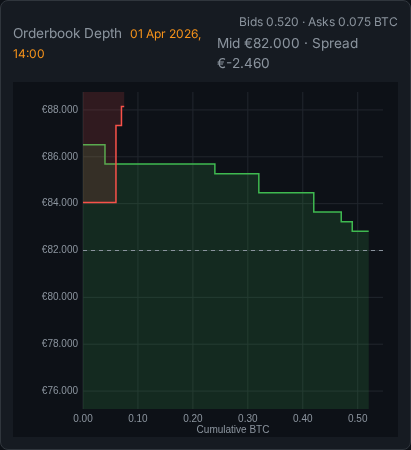 Bids 0.520 · Asks 0.075 BTC
Orderbook Depth 01 Apr 2026,
14:00
Mid €82.000 · Spread
€-2.460
€88.000
€86.000
€84.000
€82.000
€80.000
€78.000
€76.000
0.00 0.10 0.20 0.30 0.40 0.50
Cumulative BTC